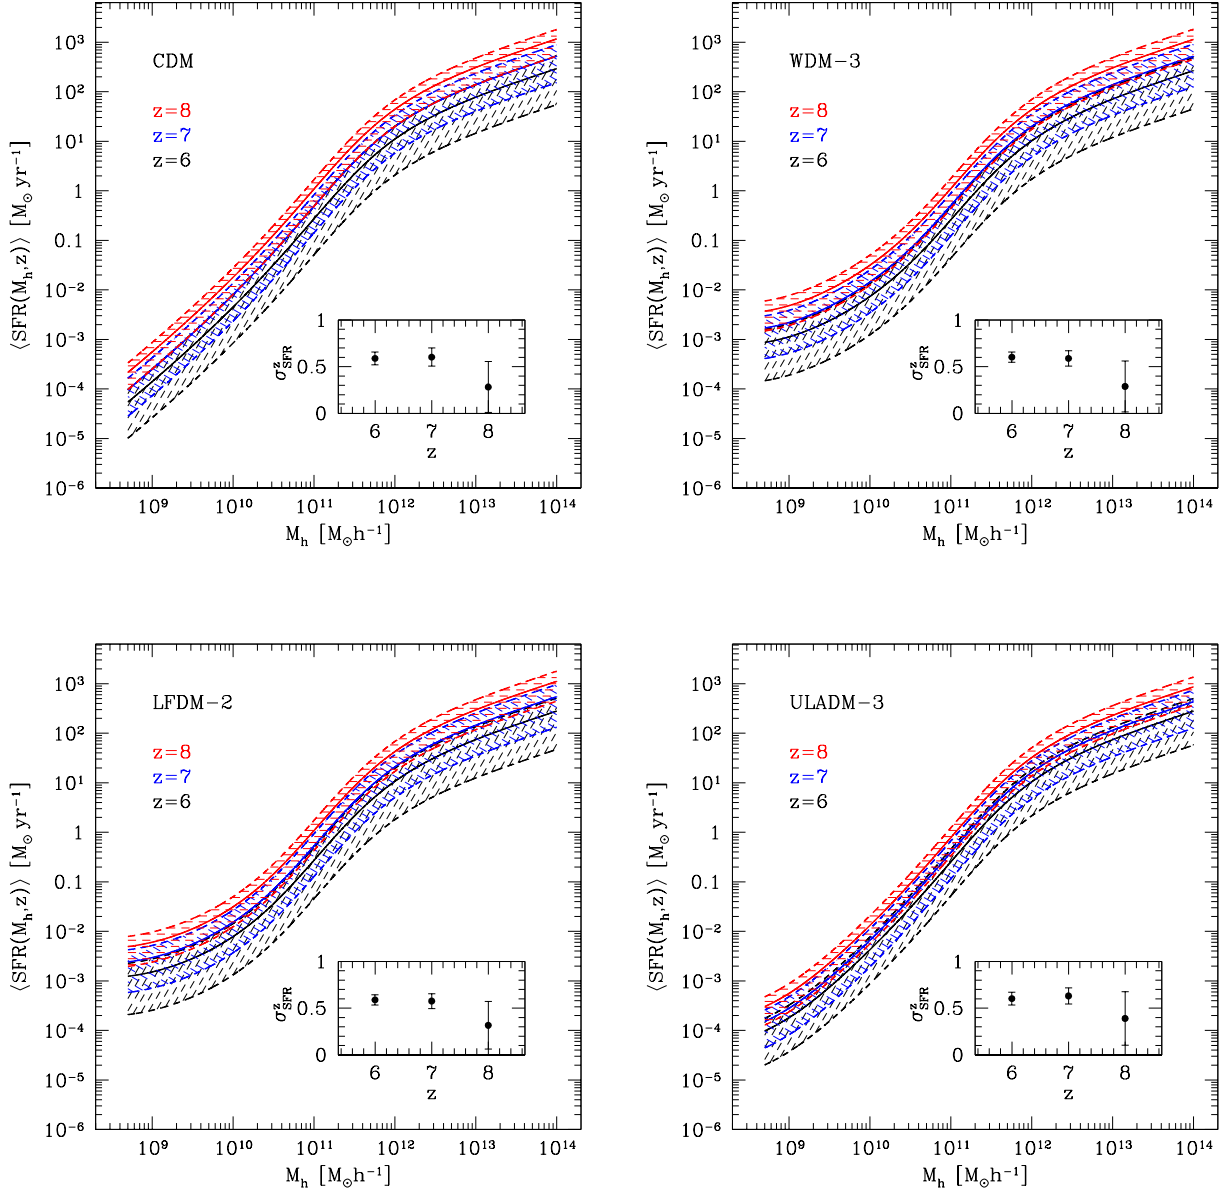 CDM
z=8
z=7
z=6
⟨SFR(M_h,z)⟩ [M_⊙ yr⁻¹]
10³
10²
10
1
0.1
10⁻²
10⁻³
10⁻⁴
10⁻⁵
10⁻⁶
σ^z_SFR
1
0.5
0
6 7 8
z
10⁹ 10¹⁰ 10¹¹ 10¹² 10¹³ 10¹⁴
M_h [M_⊙h⁻¹]
WDM−3
z=8
z=7
z=6
⟨SFR(M_h,z)⟩ [M_⊙ yr⁻¹]
10³
10²
10
1
0.1
10⁻²
10⁻³
10⁻⁴
10⁻⁵
10⁻⁶
σ^z_SFR
1
0.5
0
6 7 8
z
10⁹ 10¹⁰ 10¹¹ 10¹² 10¹³ 10¹⁴
M_h [M_⊙h⁻¹]
LFDM−2
z=8
z=7
z=6
⟨SFR(M_h,z)⟩ [M_⊙ yr⁻¹]
10³
10²
10
1
0.1
10⁻²
10⁻³
10⁻⁴
10⁻⁵
10⁻⁶
σ^z_SFR
1
0.5
0
6 7 8
z
10⁹ 10¹⁰ 10¹¹ 10¹² 10¹³ 10¹⁴
M_h [M_⊙h⁻¹]
ULADM−3
z=8
z=7
z=6
⟨SFR(M_h,z)⟩ [M_⊙ yr⁻¹]
10³
10²
10
1
0.1
10⁻²
10⁻³
10⁻⁴
10⁻⁵
10⁻⁶
σ^z_SFR
1
0.5
0
6 7 8
z
10⁹ 10¹⁰ 10¹¹ 10¹² 10¹³ 10¹⁴
M_h [M_⊙h⁻¹]